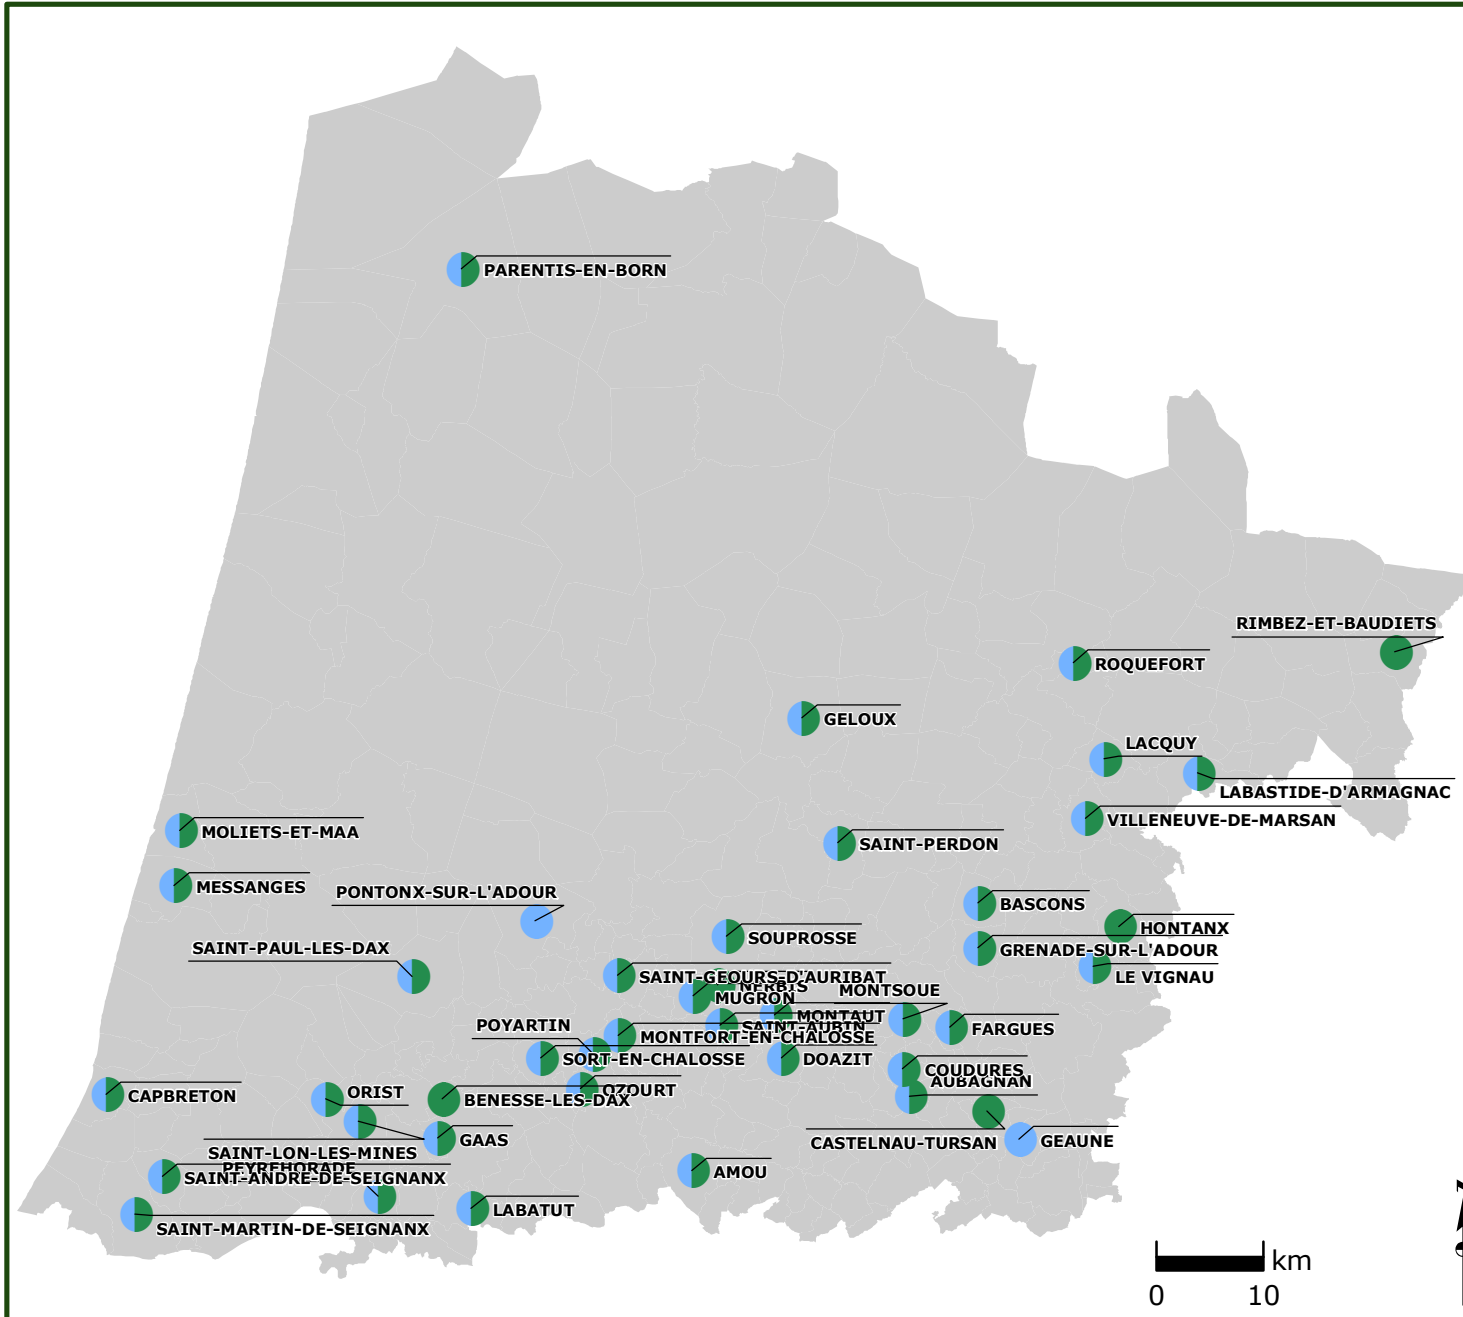 PARENTIS-EN-BORN
RIMBEZ-ET-BAUDIETS
ROQUEFORT
GELOUX
LACQUY
LABASTIDE-D'ARMAGNAC
VILLENEUVE-DE-MARSAN
MOLIETS-ET-MAA
SAINT-PERDON
MESSANGES
PONTONX-SUR-L'ADOUR
BASCONS
HONTANX
SOUPROSSE
SAINT-PAUL-LES-DAX
GRENADE-SUR-L'ADOUR
LE VIGNAU
SAINT-GEOURS-D'AURIBAT
NERBIS
MUGRON
MONTSOUE
MONTAUT
SAINT-AUBIN
FARGUES
POYARTIN
MONTFORT-EN-CHALOSSE
SORT-EN-CHALOSSE
DOAZIT
COUDURES
AUBAGNAN
OZOURT
CAPBRETON
ORIST
BENESSE-LES-DAX
GAAS
SAINT-LON-LES-MINES
CASTELNAU-TURSAN
GEAUNE
PEYREHORADE
SAINT-ANDRE-DE-SEIGNANX
AMOU
LABATUT
SAINT-MARTIN-DE-SEIGNANX
km
0 10